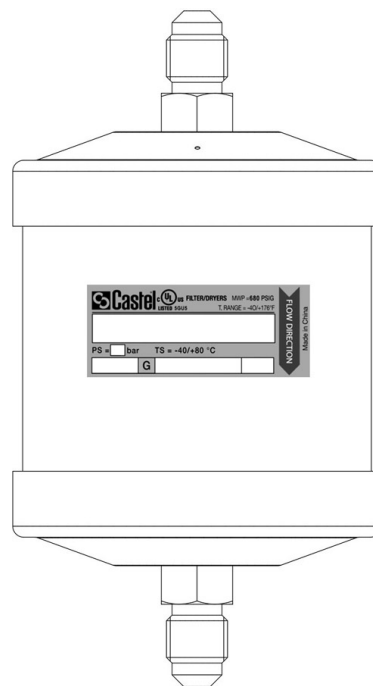 Castel C UL US FILTER/DRYERS MWP =680 PSIG
LISTED 5GU5 T. RANGE = -40/+176°F
PS = bar TS = -40/+80 °C
G
FLOW DIRECTION
Made in China